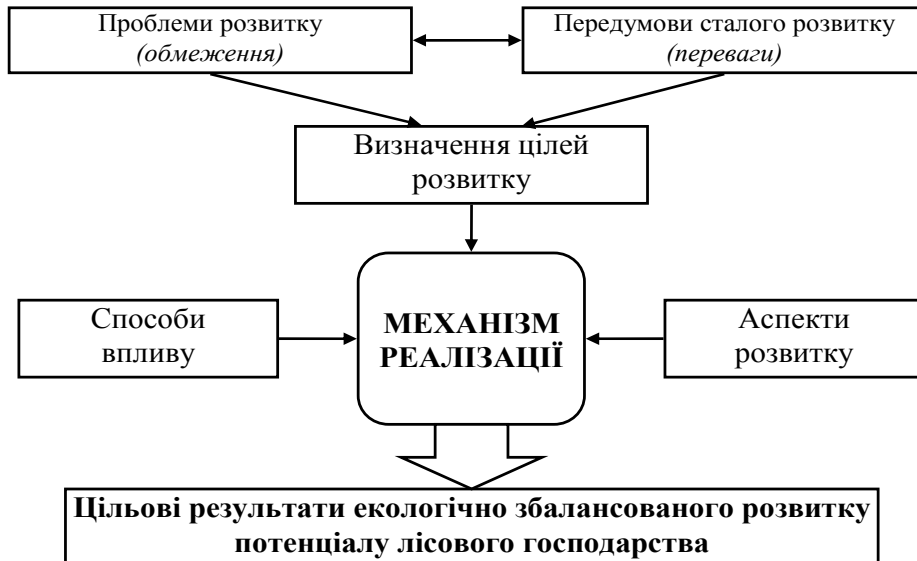 Проблеми розвитку
(обмеження)
Передумови сталого розвитку
(переваги)
Визначення цілей
розвитку
Способи
впливу
МЕХАНІЗМ
РЕАЛІЗАЦІЇ
Аспекти
розвитку
Цільові результати екологічно збалансованого розвитку
потенціалу лісового господарства